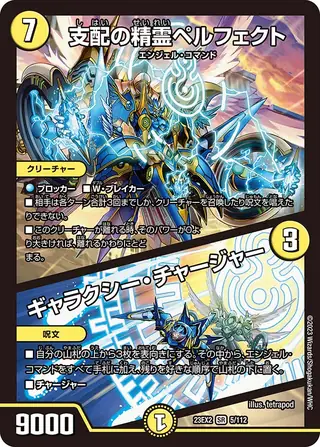 7
しはい せいれい
支配の精霊ペルフェクト
エンジェル・コマンド
クリーチャー
ブロッカー ■W・ブレイカー
■相手は各ターン合計3回までしか、クリーチャーを召喚したり呪文を唱えた
りできない。
■このクリーチャーが離れる時、そのパワーが0よ
り大きければ、離れるかわりにとど
まる。
3
ギャラクシー・チャージャー
呪文
■自分の山札の上から3枚を表向きにする。その中から、エンジェル・
コマンドをすべて手札に加え、残りを好きな順序で山札の下に置く。
illus. tetrapod
9000
1
23EX2 SR 5/112
©2023 Wizards/Shogakukan/WHC